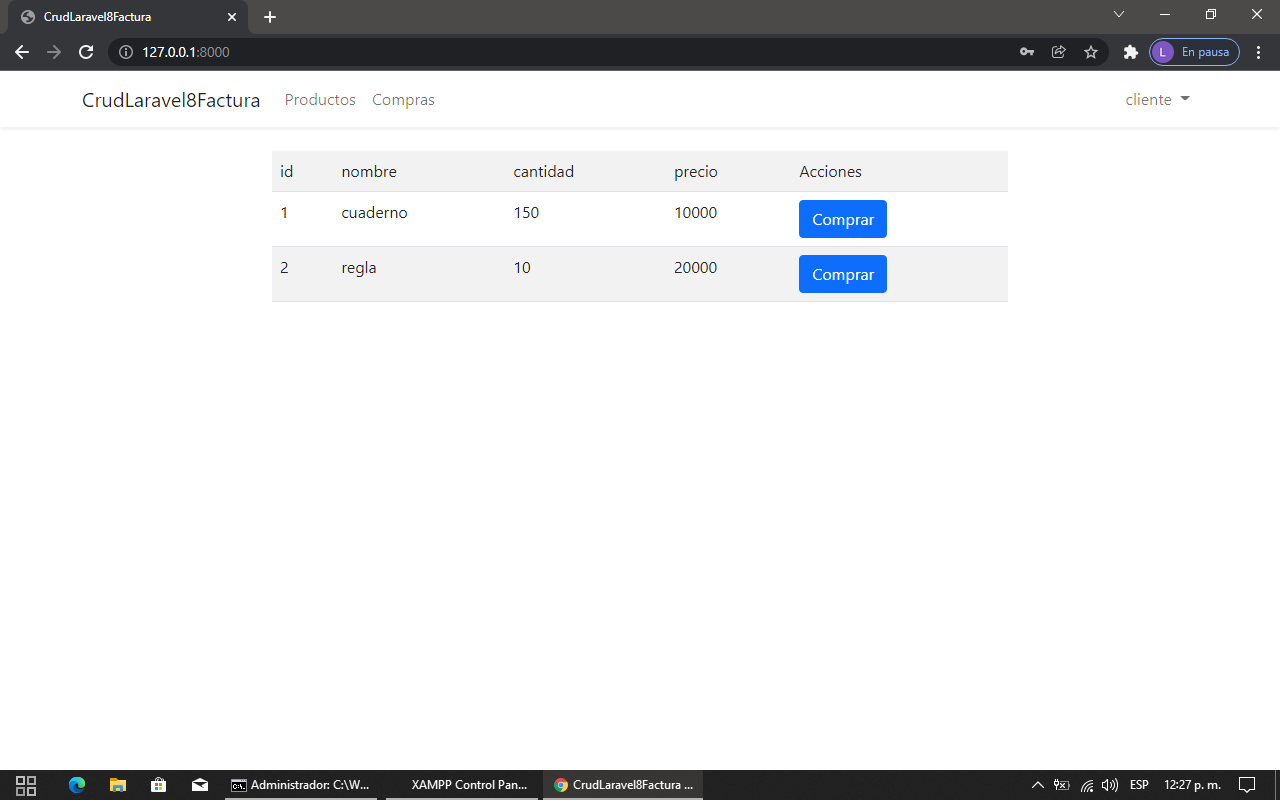 CrudLaravel8Factura
127.0.0.1:8000
L En pausa
CrudLaravel8Factura Productos Compras cliente
id nombre cantidad precio Acciones
1 cuaderno 150 10000 Comprar
2 regla 10 20000 Comprar
Administrador: C:\W... XAMPP Control Pan... CrudLaravel8Factura ... ESP 12:27 p. m.